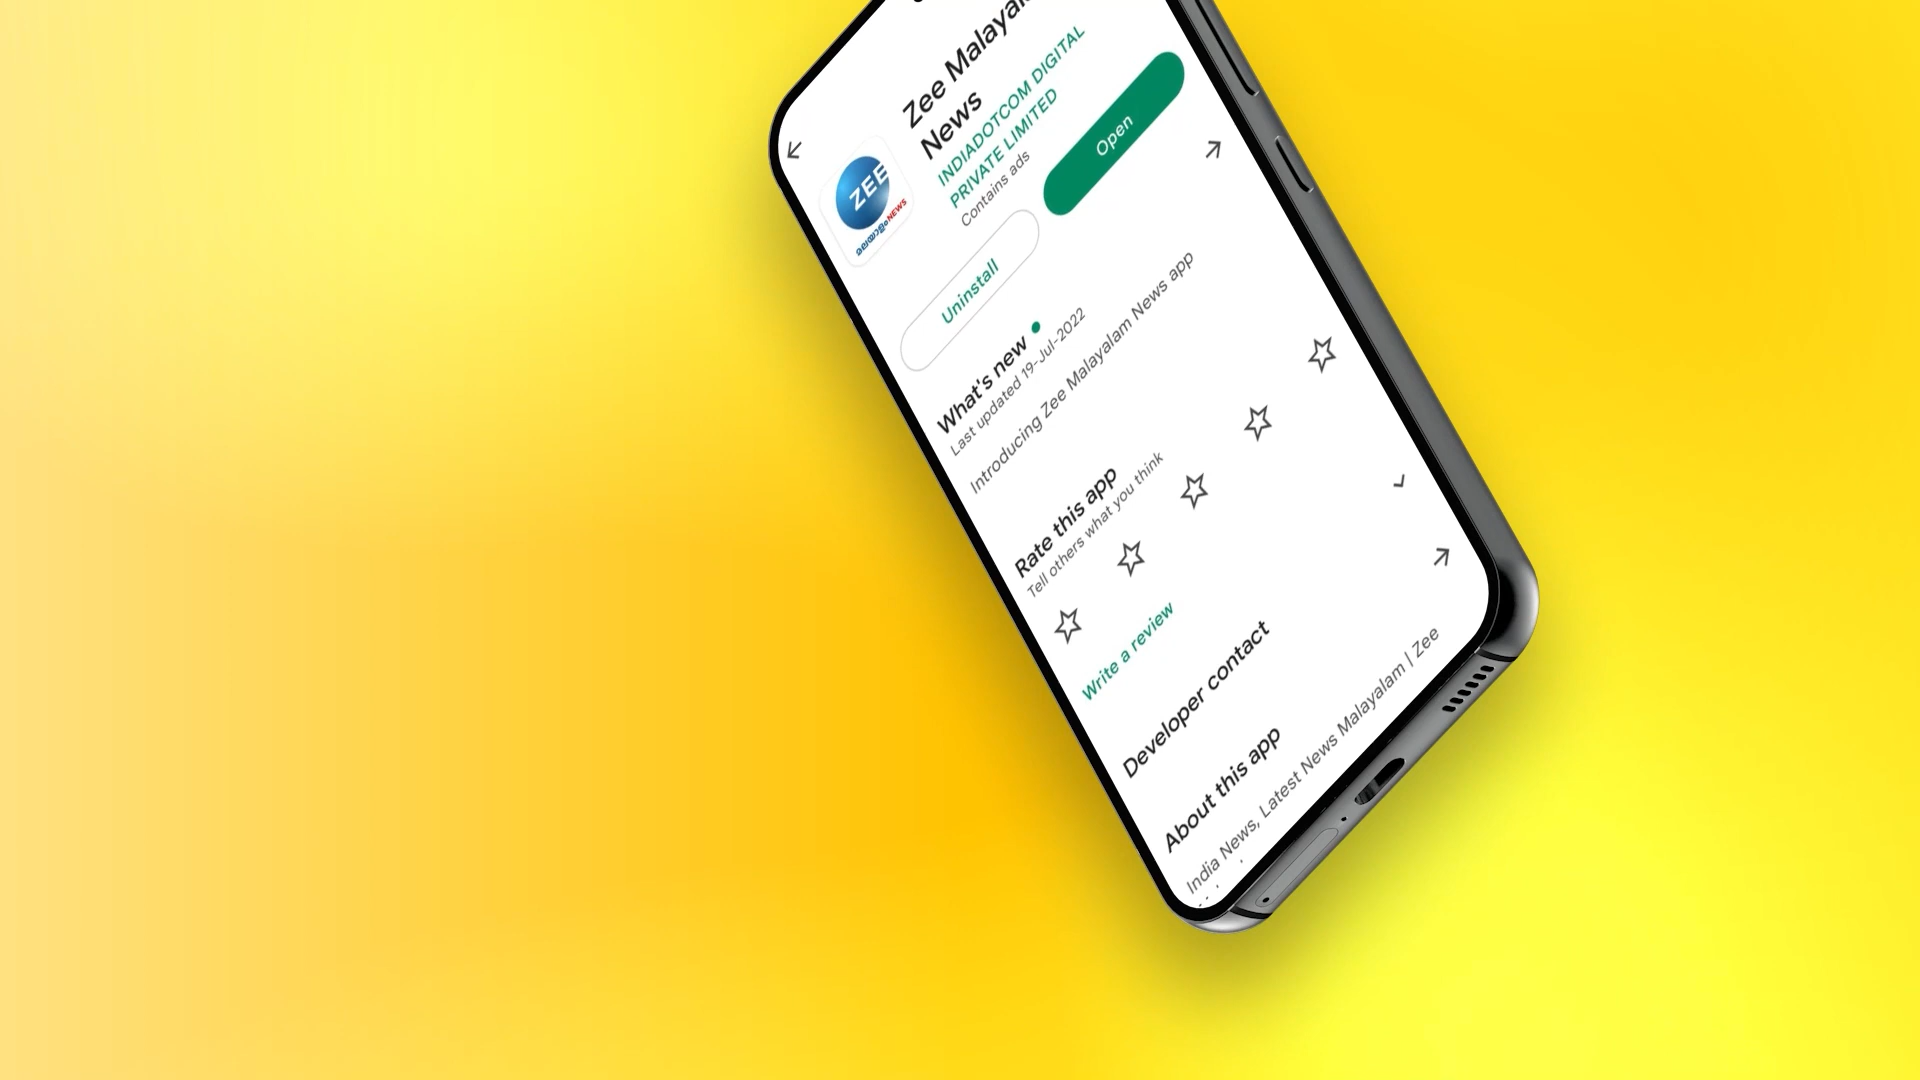 Zee Malayalam
News
INDIADOTCOM DIGITAL
PRIVATE LIMITED
Contains ads
ZEE
മലയാളം NEWS
Uninstall
Open
What's new
Last updated 19-Jul-2022
Introducing Zee Malayalam News app
Rate this app
Tell others what you think
Write a review
Developer contact
About this app
India News, Latest News Malayalam | Zee